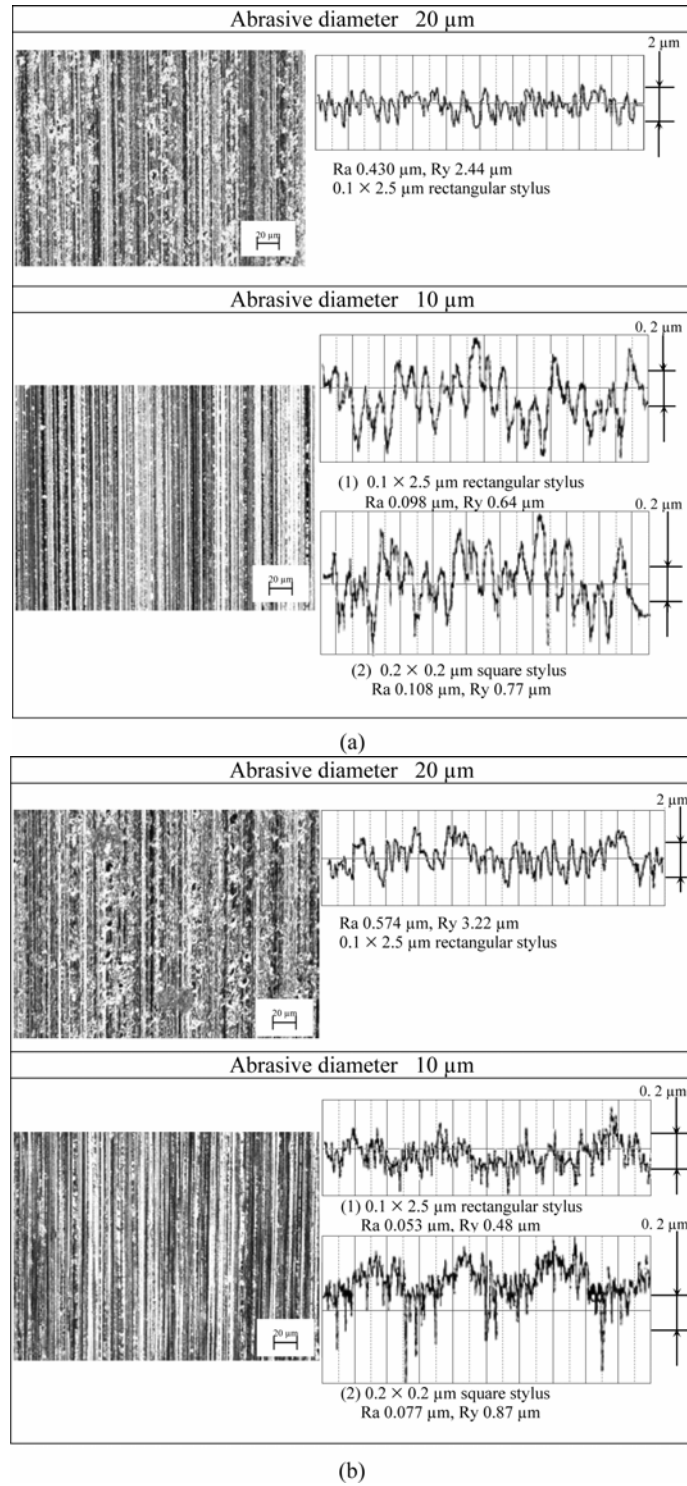 Abrasive diameter 20 µm
2 µm
Ra 0.430 µm, Ry 2.44 µm
0.1 × 2.5 µm rectangular stylus
20 µm
Abrasive diameter 10 µm
0. 2 µm
(1) 0.1 × 2.5 µm rectangular stylus
Ra 0.098 µm, Ry 0.64 µm
0. 2 µm
20 µm
(2) 0.2 × 0.2 µm square stylus
Ra 0.108 µm, Ry 0.77 µm
(a)
Abrasive diameter 20 µm
2 µm
Ra 0.574 µm, Ry 3.22 µm
0.1 × 2.5 µm rectangular stylus
20 µm
Abrasive diameter 10 µm
0. 2 µm
(1) 0.1 × 2.5 µm rectangular stylus
Ra 0.053 µm, Ry 0.48 µm
0.2 µm
20 µm
(2) 0.2 × 0.2 µm square stylus
Ra 0.077 µm, Ry 0.87 µm
(b)